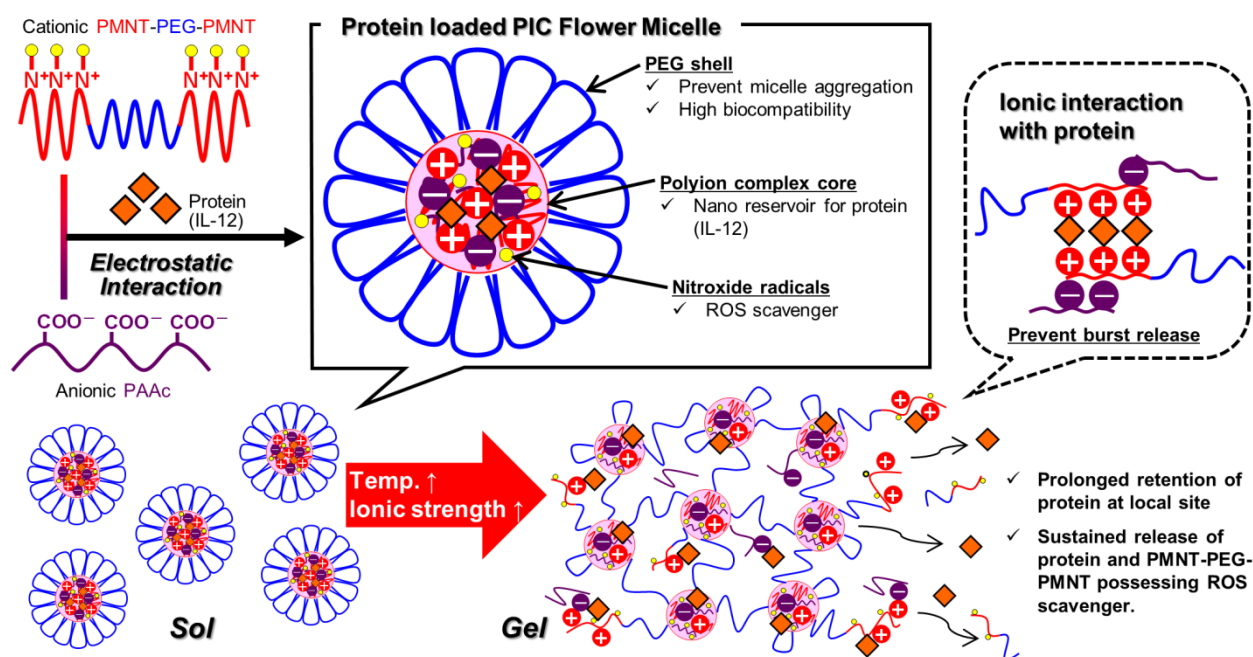 Cationic PMNT-PEG-PMNT
N+ N+ N+ N+ N+ N+
Protein
(IL-12)
Electrostatic
Interaction
COO− COO− COO−
Anionic PAAc
Protein loaded PIC Flower Micelle
PEG shell
✓ Prevent micelle aggregation
✓ High biocompatibility
Polyion complex core
✓ Nano reservoir for protein
(IL-12)
Nitroxide radicals
✓ ROS scavenger
Ionic interaction
with protein
Prevent burst release
Sol
Temp. ↑
Ionic strength ↑
Gel
✓ Prolonged retention of
protein at local site
✓ Sustained release of
protein and PMNT-PEG-
PMNT possessing ROS
scavenger.